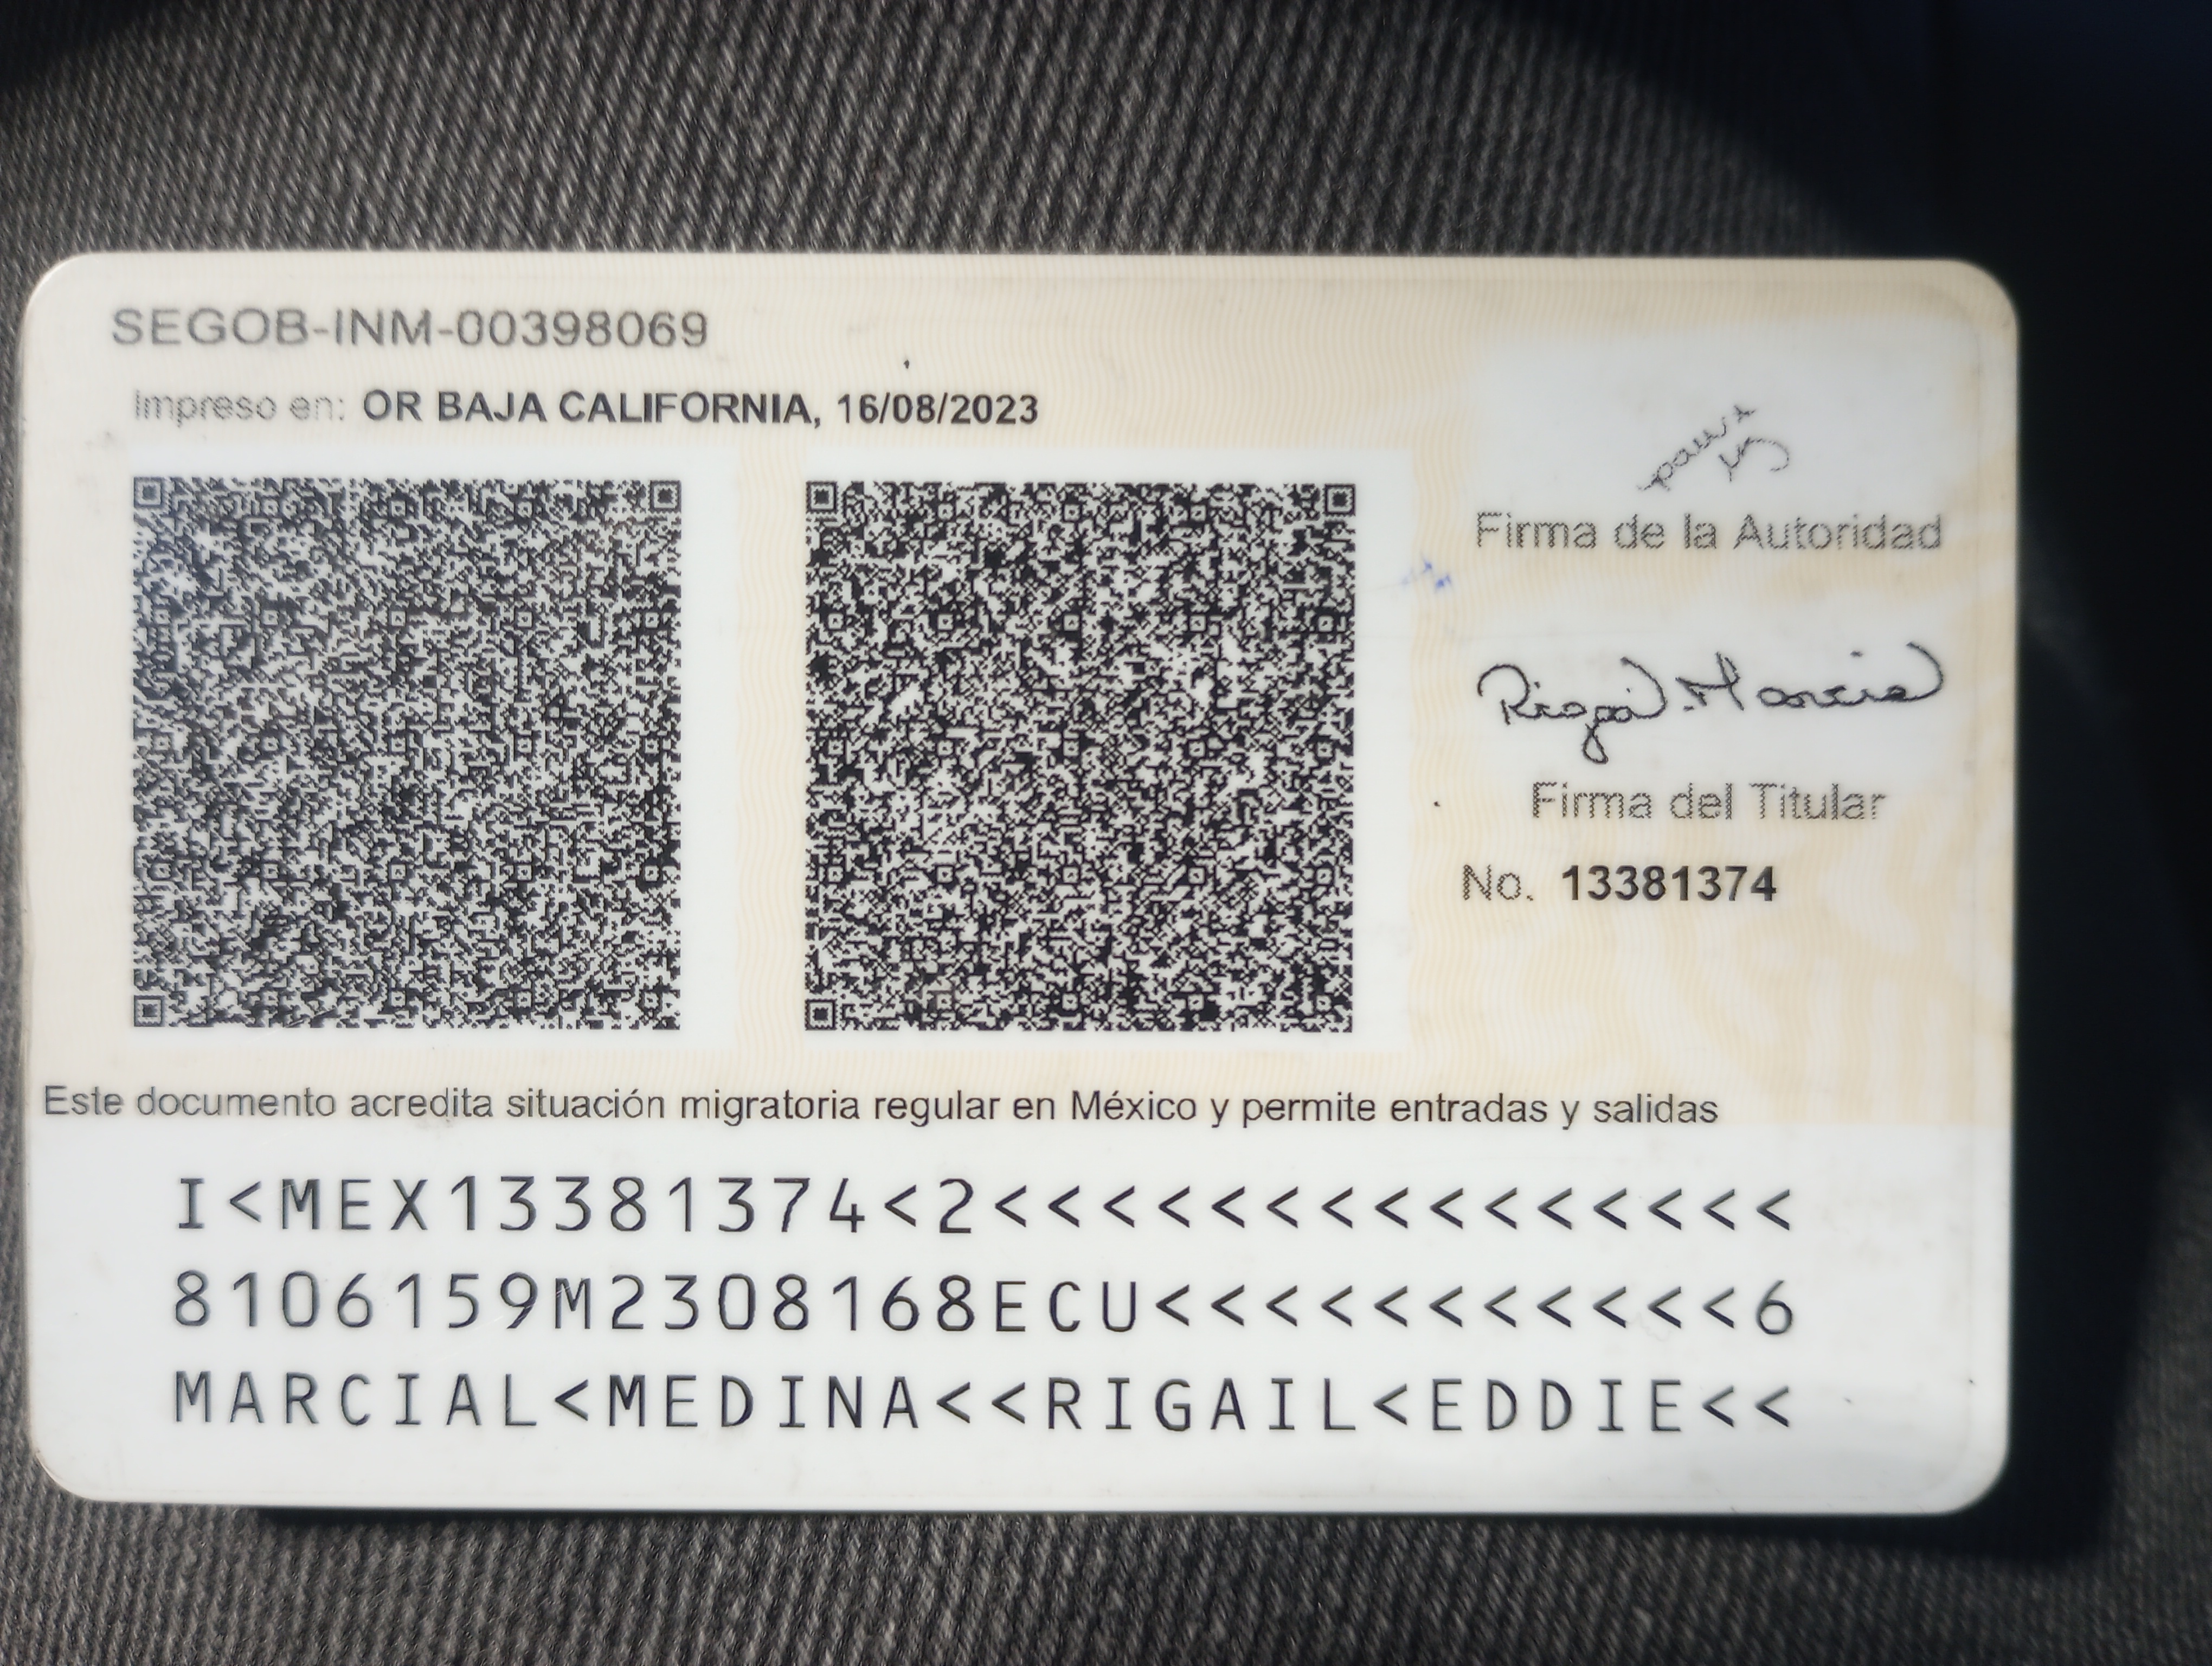 SEGOB-INM-00398069
Impreso en: OR BAJA CALIFORNIA, 16/08/2023
Firma de la Autoridad
Rigail Marcial
Firma del Titular
No. 13381374
Este documento acredita situación migratoria regular en México y permite entradas y salidas
I<MEX13381374<2<<<<<<<<<<<<<<<
8106159M2308168ECU<<<<<<<<<<<6
MARCIAL<MEDINA<<RIGAIL<EDDIE<<